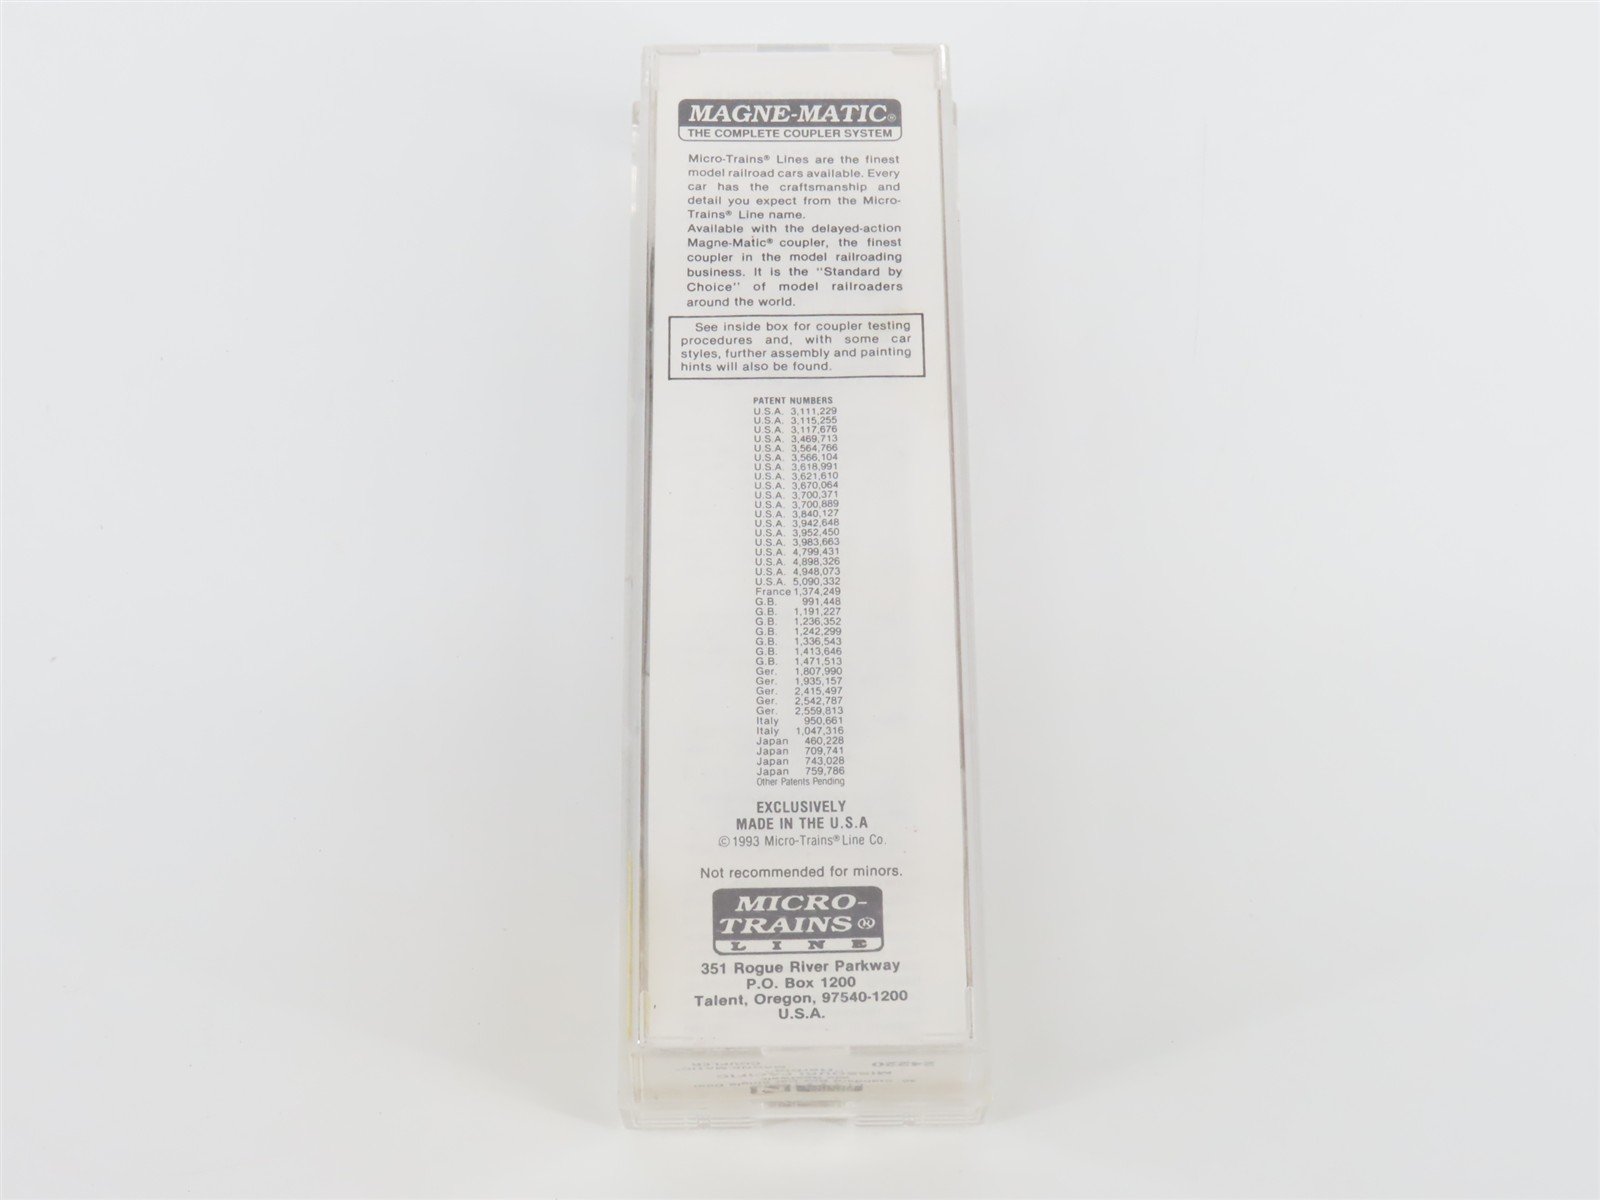 MAGNE-MATIC®
THE COMPLETE COUPLER SYSTEM
Micro-Trains® Lines are the finest
model railroad cars available. Every
car has the craftsmanship and
detail you expect from the Micro-
Trains® Line name.
Available with the delayed-action
Magne-Matic® coupler, the finest
coupler in the model railroading
business. It is the "Standard by
Choice" of model railroaders
around the world.
See inside box for coupler testing
procedures and, with some car
styles, further assembly and painting
hints will also be found.
PATENT NUMBERS
U.S.A. 3,111,229
U.S.A. 3,115,255
U.S.A. 3,117,676
U.S.A. 3,469,713
U.S.A. 3,564,766
U.S.A. 3,566,104
U.S.A. 3,618,991
U.S.A. 3,621,610
U.S.A. 3,670,064
U.S.A. 3,700,371
U.S.A. 3,700,889
U.S.A. 3,840,127
U.S.A. 3,942,648
U.S.A. 3,952,450
U.S.A. 3,983,663
U.S.A. 4,799,431
U.S.A. 4,898,326
U.S.A. 4,948,073
U.S.A. 5,090,332
France 1,374,249
G.B. 991,448
G.B. 1,191,227
G.B. 1,236,352
G.B. 1,242,299
G.B. 1,336,543
G.B. 1,413,646
G.B. 1,471,513
Ger. 1,807,990
Ger. 1,935,157
Ger. 2,415,497
Ger. 2,542,787
Ger. 2,559,813
Italy 950,661
Italy 1,047,316
Japan 460,228
Japan 709,741
Japan 743,028
Japan 759,786
Other Patents Pending
EXCLUSIVELY
MADE IN THE U.S.A
© 1993 Micro-Trains® Line Co.
Not recommended for minors.
MICRO-
TRAINS®
LINE
351 Rogue River Parkway
P.O. Box 1200
Talent, Oregon, 97540-1200
U.S.A.
24220